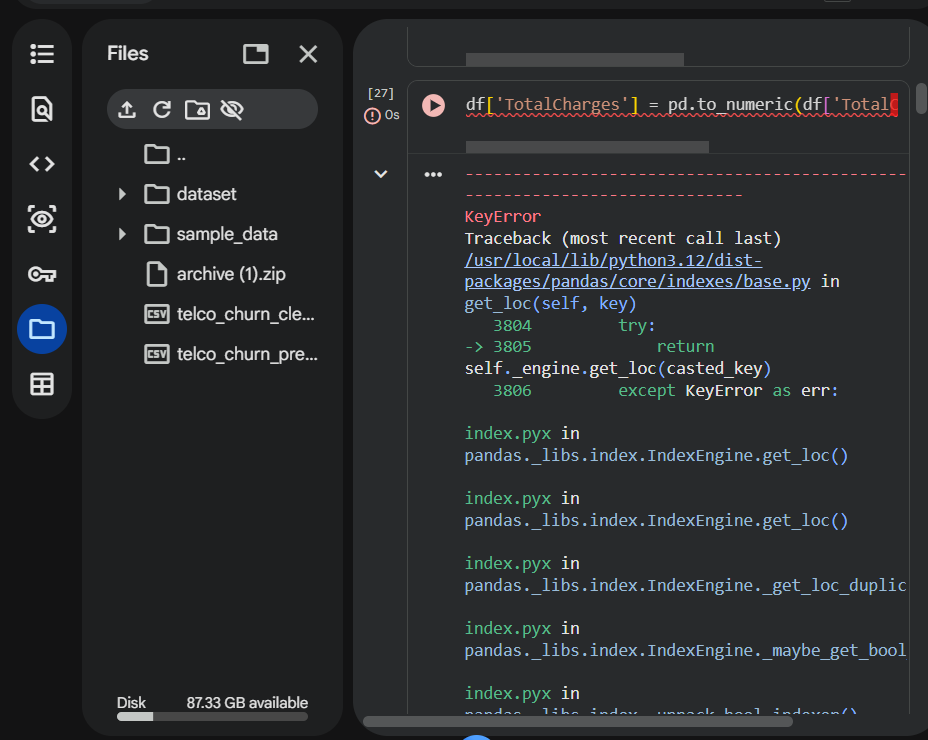 Files
..
dataset
sample_data
archive (1).zip
telco_churn_cle...
telco_churn_pre...
Disk 87.33 GB available
[27]
0s
df['TotalCharges'] = pd.to_numeric(df['TotalC
---------------------------------------------
----------------------------
KeyError
Traceback (most recent call last)
/usr/local/lib/python3.12/dist-
packages/pandas/core/indexes/base.py in
get_loc(self, key)
3804 try:
-> 3805 return
self._engine.get_loc(casted_key)
3806 except KeyError as err:
index.pyx in
pandas._libs.index.IndexEngine.get_loc()
index.pyx in
pandas._libs.index.IndexEngine.get_loc()
index.pyx in
pandas._libs.index.IndexEngine._get_loc_duplic
index.pyx in
pandas._libs.index.IndexEngine._maybe_get_bool
index.pyx in
pandas._libs.index._unpack_bool_indexer()